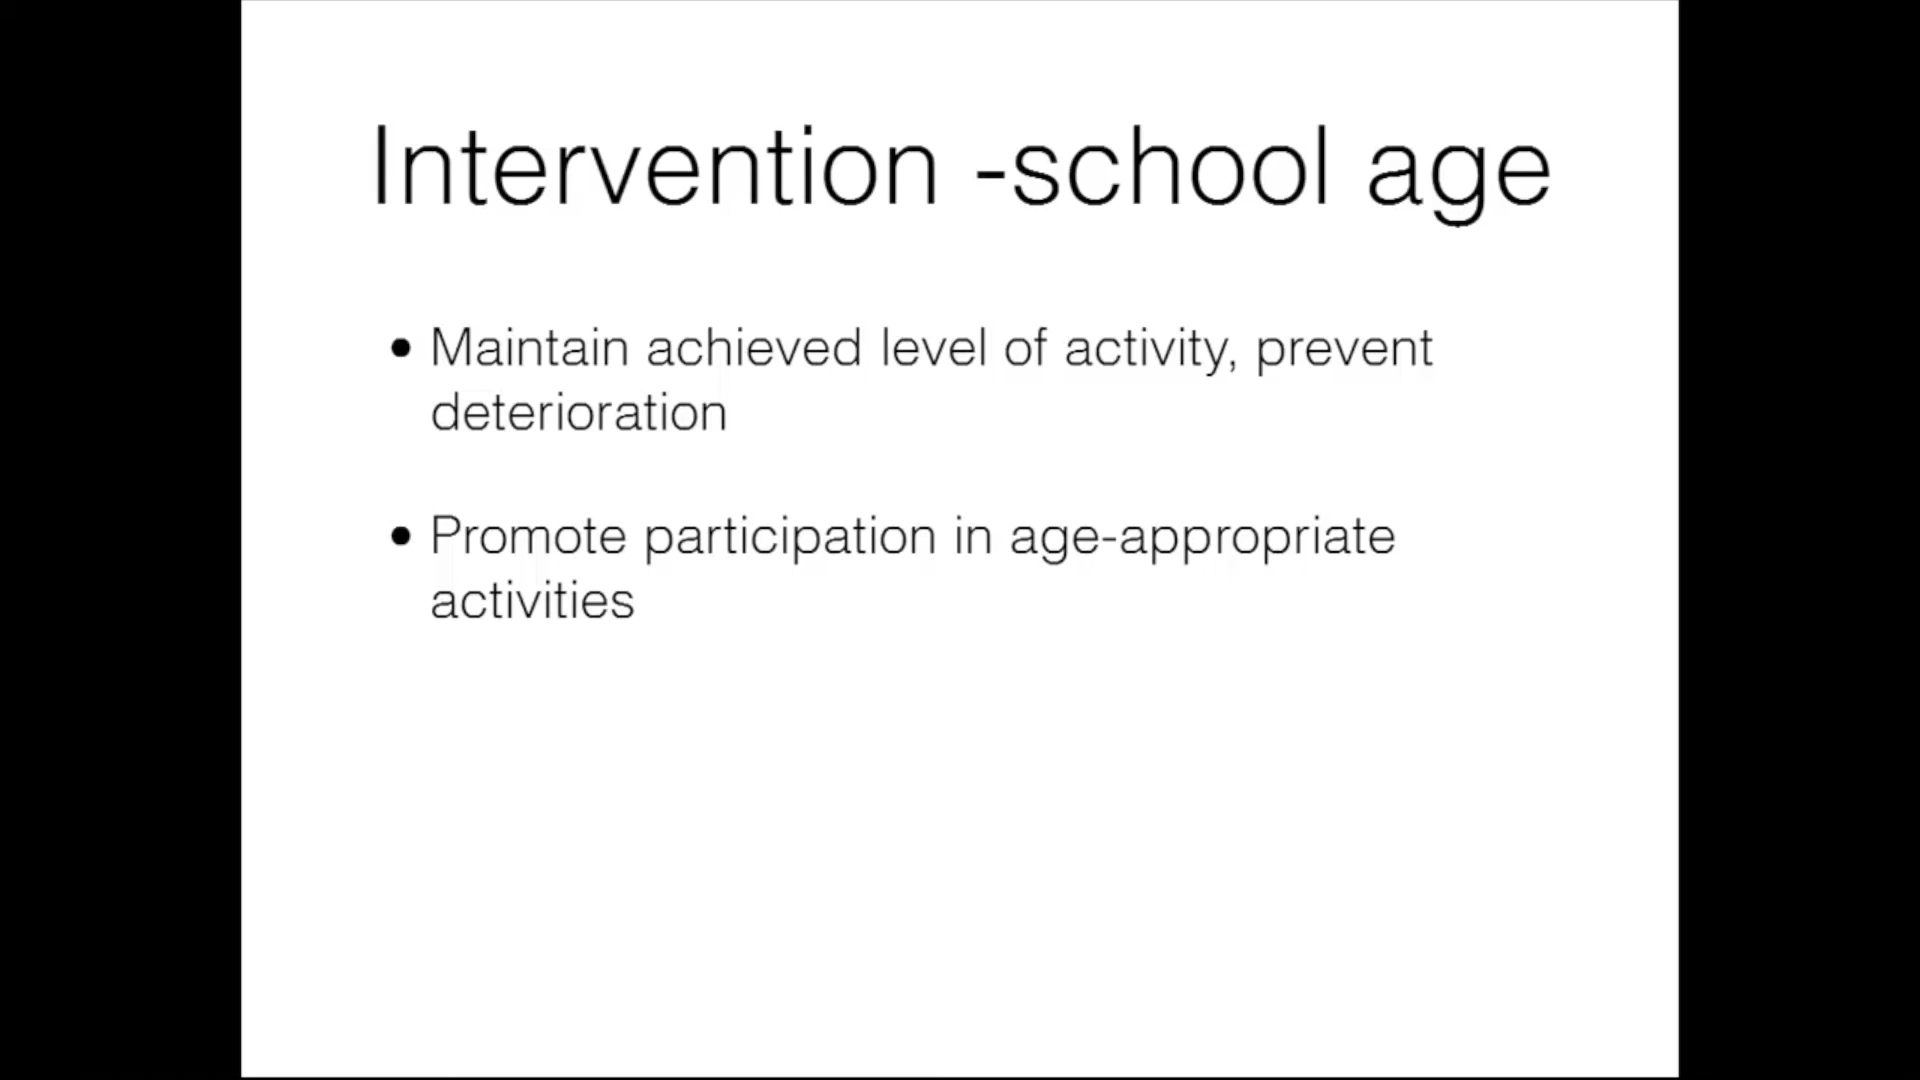 Intervention -school age
• Maintain achieved level of activity, prevent
deterioration
• Promote participation in age-appropriate
activities